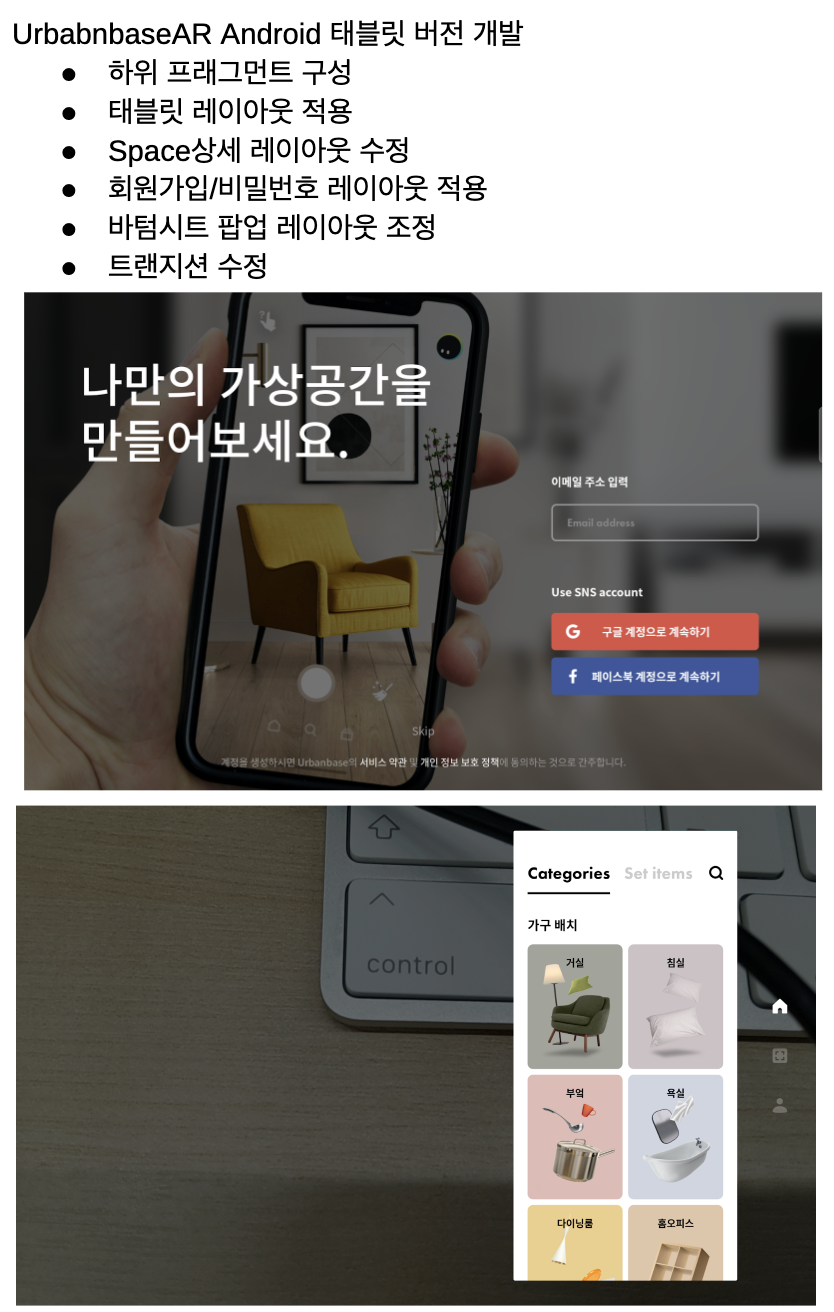 UrbabnbaseAR Android 태블릿 버전 개발
● 하위 프래그먼트 구성
● 태블릿 레이아웃 적용
● Space상세 레이아웃 수정
● 회원가입/비밀번호 레이아웃 적용
● 바텀시트 팝업 레이아웃 조정
● 트랜지션 수정
나만의 가상공간을
만들어보세요.
이메일 주소 입력
Email address
Use SNS account
G 구글 계정으로 계속하기
f 페이스북 계정으로 계속하기
Skip
계정을 생성하시면 Urbanbase의 서비스 약관 및 개인 정보 보호 정책에 동의하는 것으로 간주합니다.
control
Categories Set items
가구 배치
거실 침실
부엌 욕실
다이닝룸 홈오피스